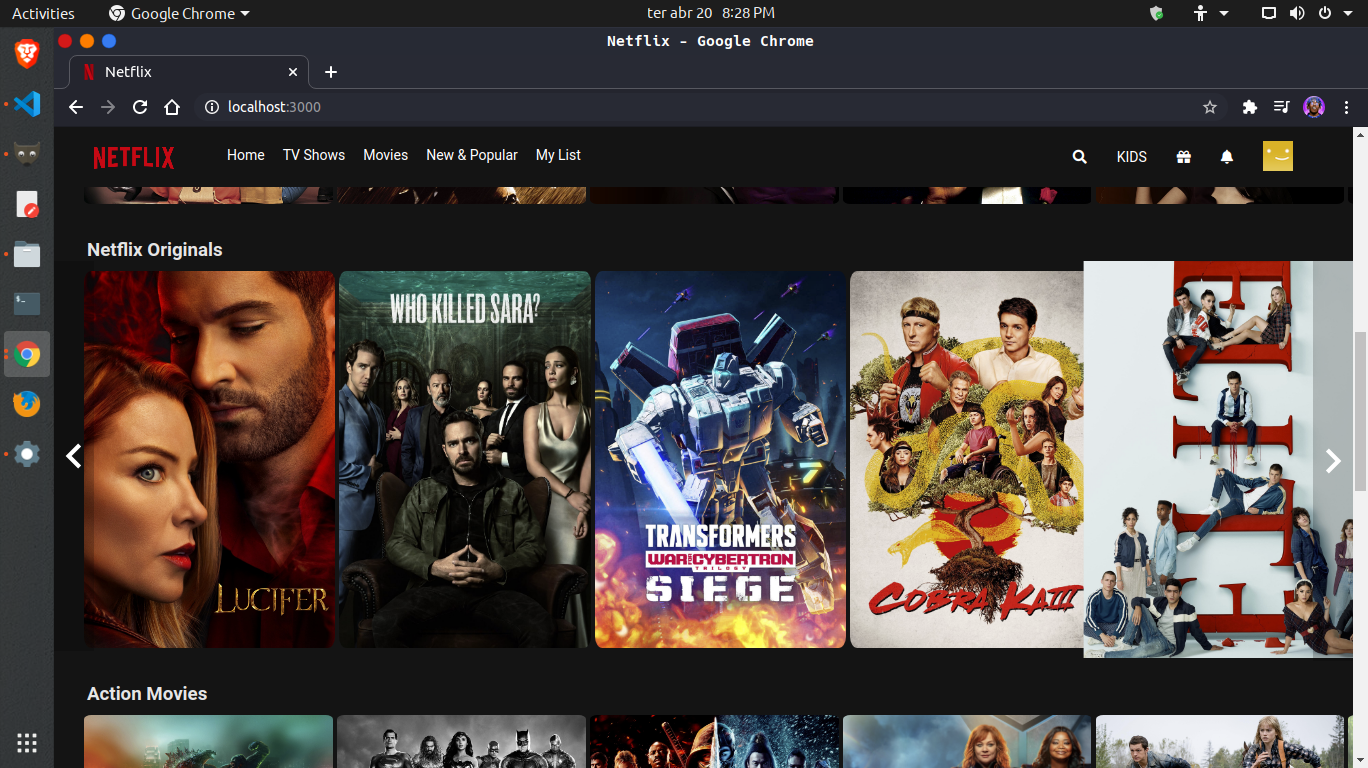 Activities Google Chrome ter abr 20 8:28 PM
Netflix - Google Chrome
Netflix
localhost:3000
NETFLIX Home TV Shows Movies New & Popular My List KIDS
Netflix Originals
WHO KILLED SARA?
TRANSFORMERS
WAR FOR CYBERTRON
TRILOGY
SIEGE
LUCIFER
COBRA KAI III
ELITE
Action Movies